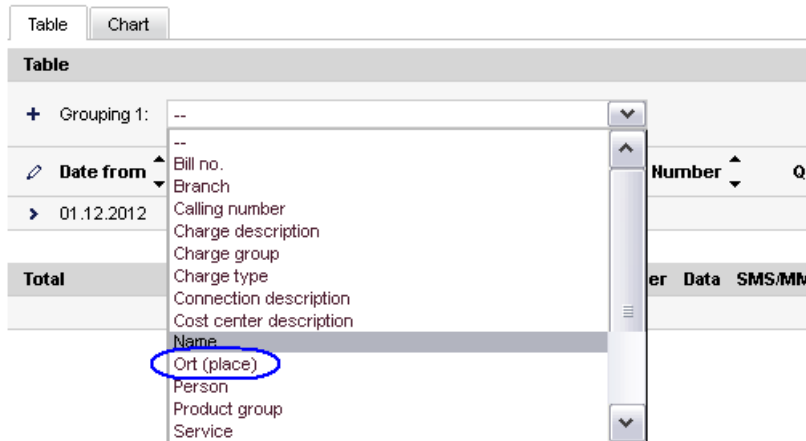 Table Chart
Table
Grouping 1: --
--
Bill no.
Branch
Calling number
Charge description
Charge group
Charge type
Connection description
Cost center description
Name
Ort (place)
Person
Product group
Service
Date from Number Q
01.12.2012
Total er Data SMS/MM